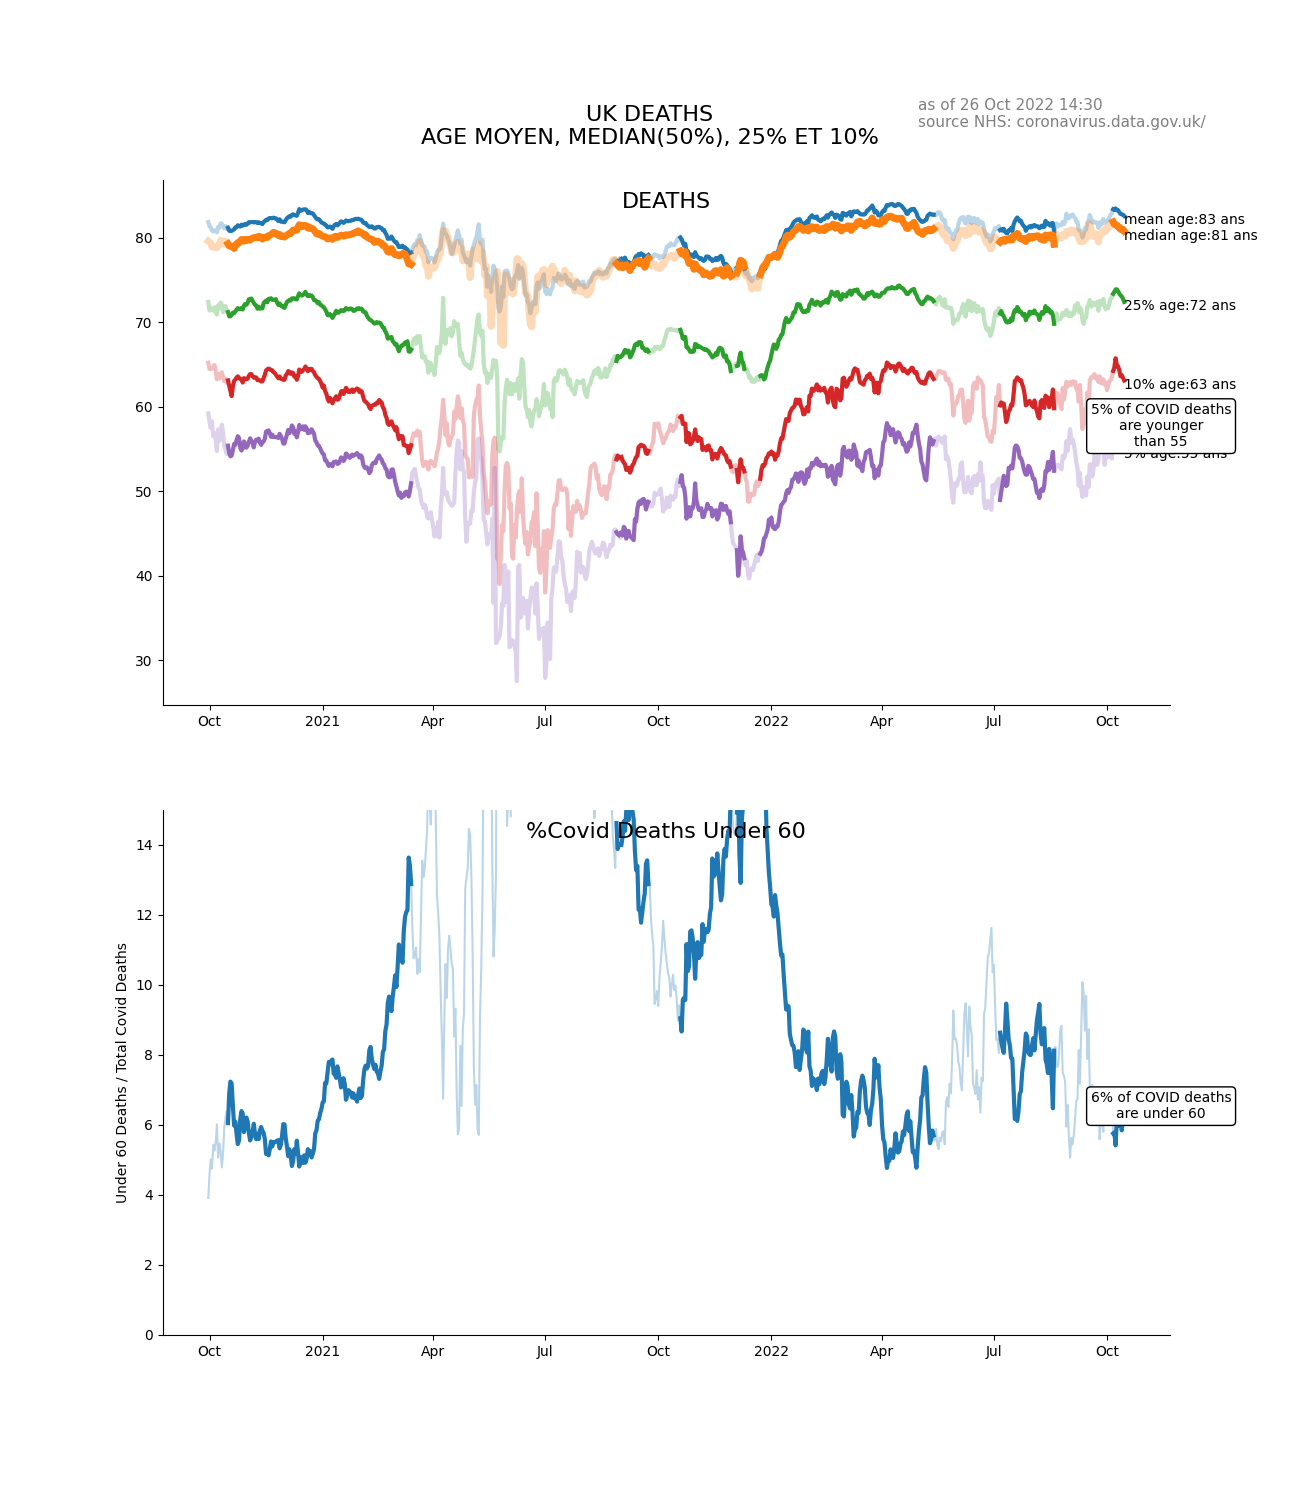 UK DEATHS
AGE MOYEN, MEDIAN(50%), 25% ET 10%
as of 26 Oct 2022 14:30
source NHS: coronavirus.data.gov.uk/
DEATHS
80
70
60
50
40
30
mean age:83 ans
median age:81 ans
25% age:72 ans
10% age:63 ans
5% of COVID deaths
are younger
than 55
5% age:55 ans
Oct
2021
Apr
Jul
Oct
2022
Apr
Jul
Oct
%Covid Deaths Under 60
Under 60 Deaths / Total Covid Deaths
14
12
10
8
6
4
2
0
6% of COVID deaths
are under 60
Oct
2021
Apr
Jul
Oct
2022
Apr
Jul
Oct